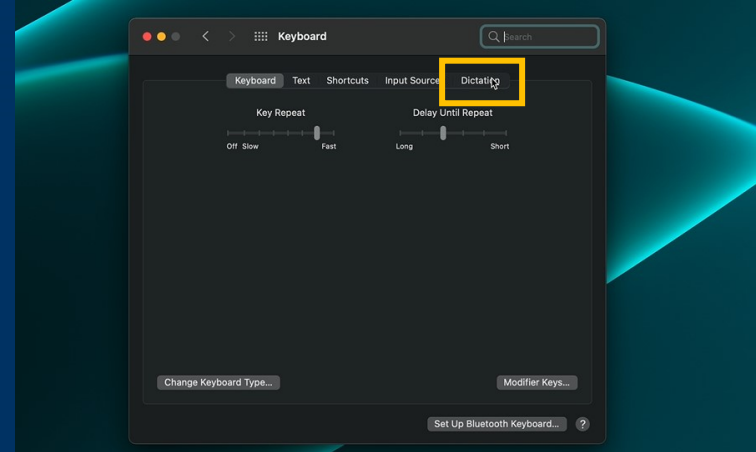 Keyboard
Search
Keyboard Text Shortcuts Input Source Dictation
Key Repeat Delay Until Repeat
Off Slow Fast Long Short
Change Keyboard Type... Modifier Keys...
Set Up Bluetooth Keyboard... ?